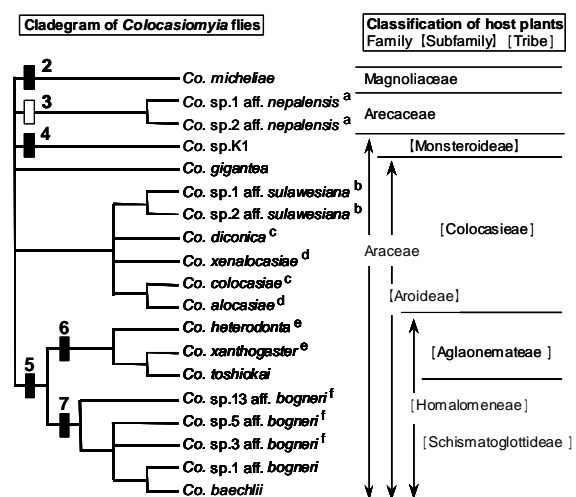 Cladegram of Colocasiomyia flies
Classification of host plants
Family [Subfamily] [Tribe]
2
Co. micheliae
Magnoliaceae
3
Co. sp.1 aff. nepalensis a
Co. sp.2 aff. nepalensis a
Arecaceae
4
Co. sp.K1
[Monsteroideae]
Co. gigantea
Co. sp.1 aff. sulawesiana b
Co. sp.2 aff. sulawesiana b
Co. diconica c
[Colocasieae]
Araceae
Co. xenalocasiae d
Co. colocasiae c
[Aroideae]
Co. alocasiae d
6
Co. heterodonta e
Co. xanthogaster e
[Aglaonemateae]
5
Co. toshiokai
7
Co. sp.13 aff. bogneri f
[Homalomeneae]
Co. sp.5 aff. bogneri f
Co. sp.3 aff. bogneri f
[Schismatoglottideae]
Co. sp.1 aff. bogneri
Co. baechlii